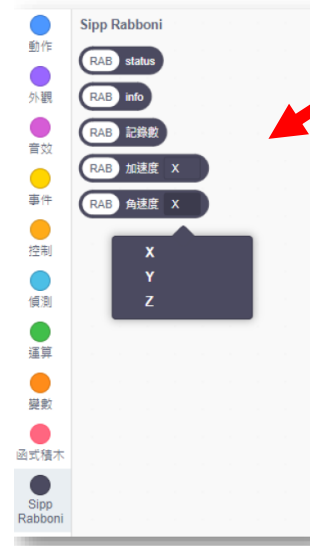 動作
外觀
音效
事件
控制
偵測
運算
變數
函式積木
Sipp
Rabboni
Sipp Rabboni
RAB status
RAB info
RAB 記錄數
RAB 加速度 X
RAB 角速度 X
X
Y
Z